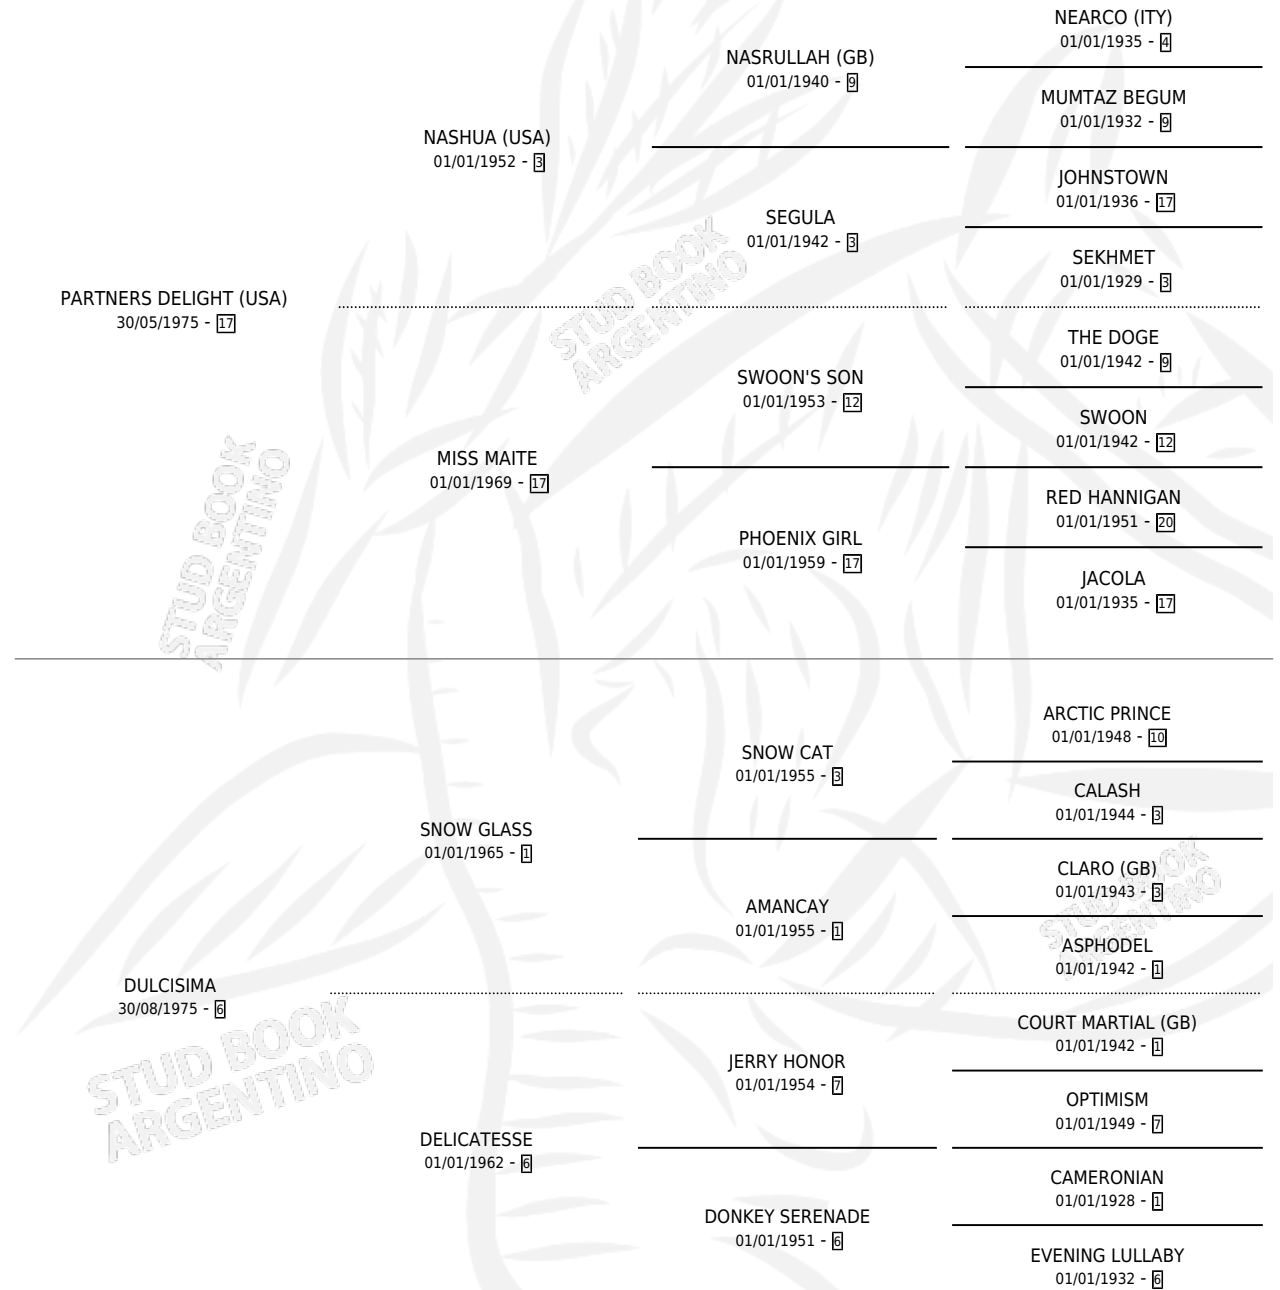 NEARCO (ITY)
01/01/1935 - 4
NASRULLAH (GB)
01/01/1940 - 9
MUMTAZ BEGUM
01/01/1932 - 9
NASHUA (USA)
01/01/1952 - 3
JOHNSTOWN
01/01/1936 - 17
SEGULA
01/01/1942 - 3
SEKHMET
01/01/1929 - 3
PARTNERS DELIGHT (USA)
30/05/1975 - 17
STUD BOOK
ARGENTINO
THE DOGE
01/01/1942 - 9
SWOON'S SON
01/01/1953 - 12
SWOON
01/01/1942 - 12
MISS MAITE
01/01/1969 - 17
RED HANNIGAN
01/01/1951 - 20
PHOENIX GIRL
01/01/1959 - 17
JACOLA
01/01/1935 - 17
STUD BOOK
ARGENTINO
ARCTIC PRINCE
01/01/1948 - 10
SNOW CAT
01/01/1955 - 3
CALASH
01/01/1944 - 3
SNOW GLASS
01/01/1965 - 1
CLARO (GB)
01/01/1943 - 3
AMANCAY
01/01/1955 - 1
STUD BOOK
ARGENTINO
ASPHODEL
01/01/1942 - 1
DULCISIMA
30/08/1975 - 6
COURT MARTIAL (GB)
01/01/1942 - 1
STUD BOOK
ARGENTINO
JERRY HONOR
01/01/1954 - 7
OPTIMISM
01/01/1949 - 7
DELICATESSE
01/01/1962 - 6
CAMERONIAN
01/01/1928 - 1
DONKEY SERENADE
01/01/1951 - 6
EVENING LULLABY
01/01/1932 - 6